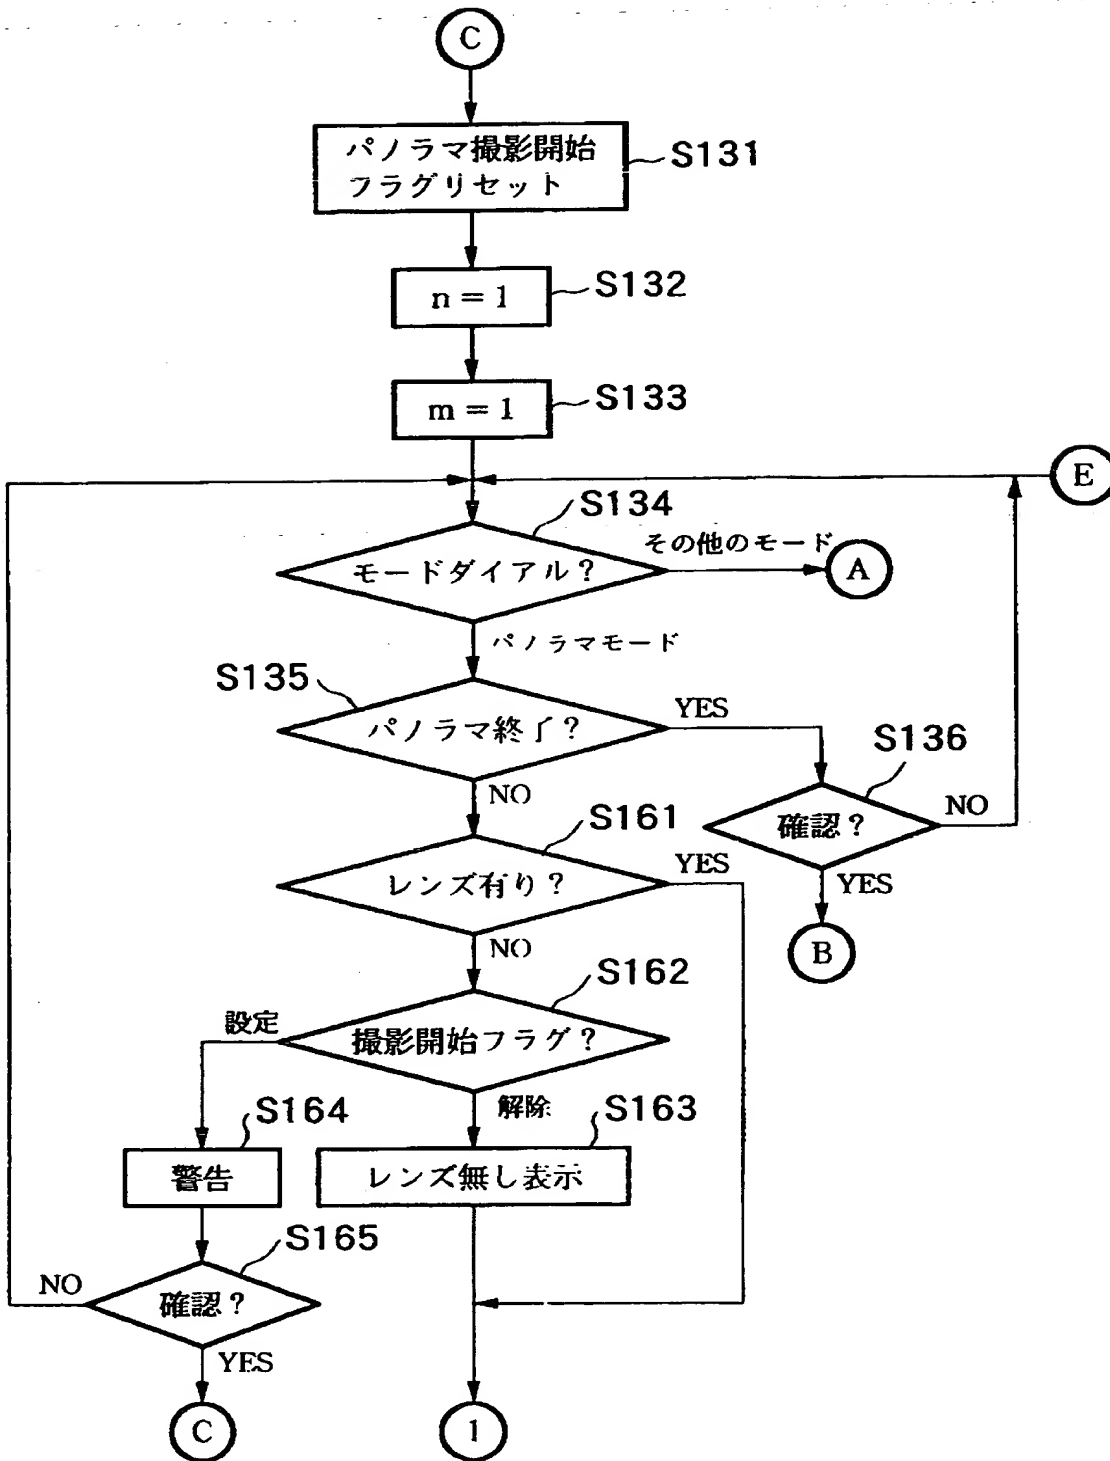 C
パノラマ撮影開始
フラグリセット
S131
n = 1
S132
m = 1
S133
E
S134
モードダイアル？
その他のモード
A
パノラマモード
S135
パノラマ終了？
YES
S136
NO
確認？
NO
S161
YES
YES
レンズ有り？
B
NO
S162
設定
撮影開始フラグ？
解除
S164
S163
警告
レンズ無し表示
S165
NO
確認？
YES
C
1